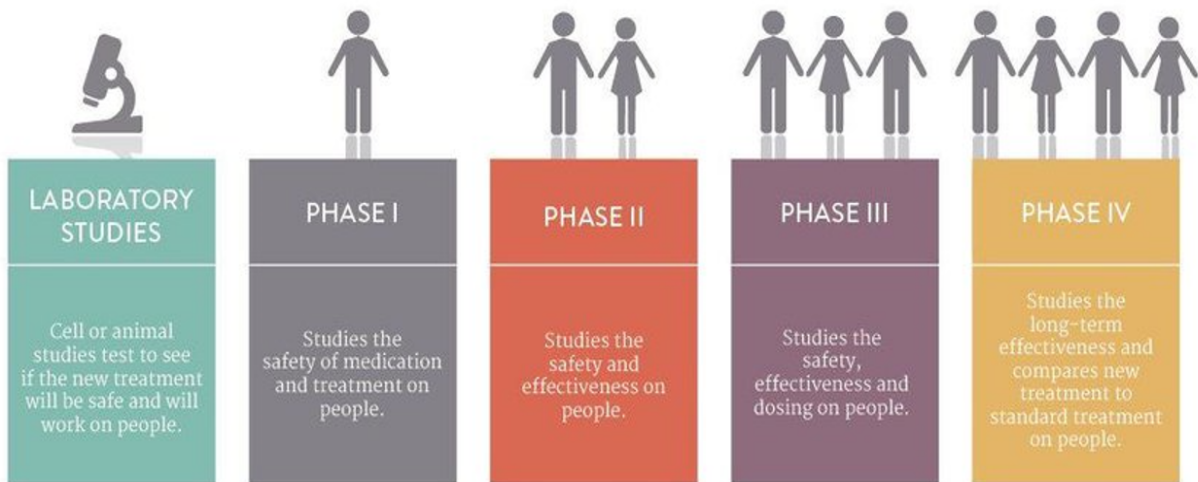 LABORATORY
STUDIES
Cell or animal
studies test to see
if the new treatment
will be safe and will
work on people.
PHASE I
Studies the
safety of medication
and treatment on
people.
PHASE II
Studies the
safety and
effectiveness on
people.
PHASE III
Studies the
safety,
effectiveness and
dosing on people.
PHASE IV
Studies the
long-term
effectiveness and
compares new
treatment to
standard treatment
on people.